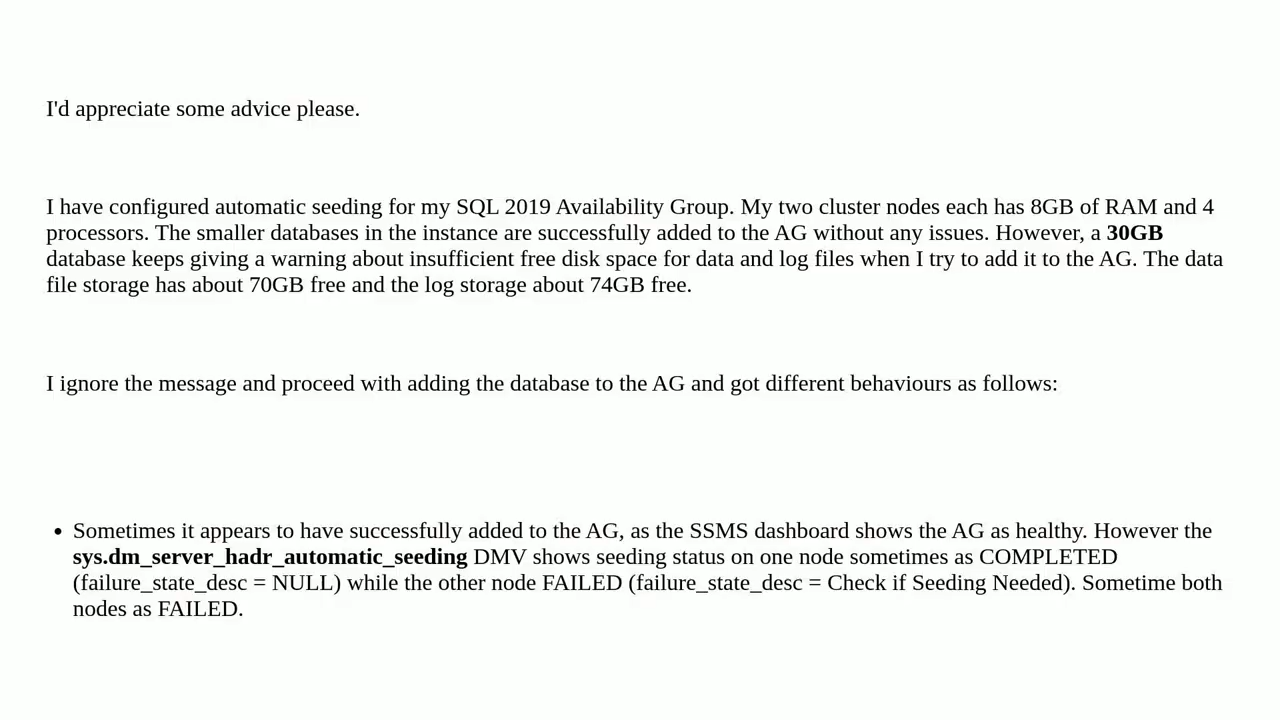 I'd appreciate some advice please.
I have configured automatic seeding for my SQL 2019 Availability Group. My two cluster nodes each has 8GB of RAM and 4
processors. The smaller databases in the instance are successfully added to the AG without any issues. However, a 30GB
database keeps giving a warning about insufficient free disk space for data and log files when I try to add it to the AG. The data
file storage has about 70GB free and the log storage about 74GB free.
I ignore the message and proceed with adding the database to the AG and got different behaviours as follows:
• Sometimes it appears to have successfully added to the AG, as the SSMS dashboard shows the AG as healthy. However the
sys.dm_server_hadr_automatic_seeding DMV shows seeding status on one node sometimes as COMPLETED
(failure_state_desc = NULL) while the other node FAILED (failure_state_desc = Check if Seeding Needed). Sometime both
nodes as FAILED.